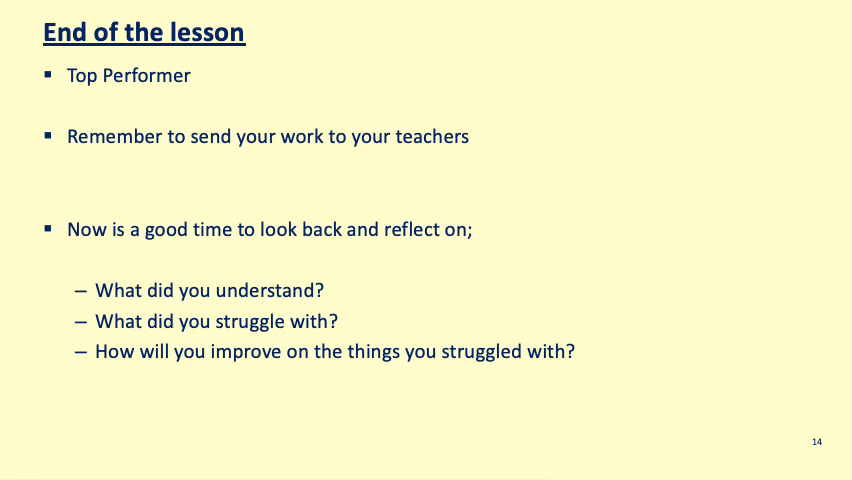 End of the lesson
▪ Top Performer
▪ Remember to send your work to your teachers
▪ Now is a good time to look back and reflect on;
– What did you understand?
– What did you struggle with?
– How will you improve on the things you struggled with?
14